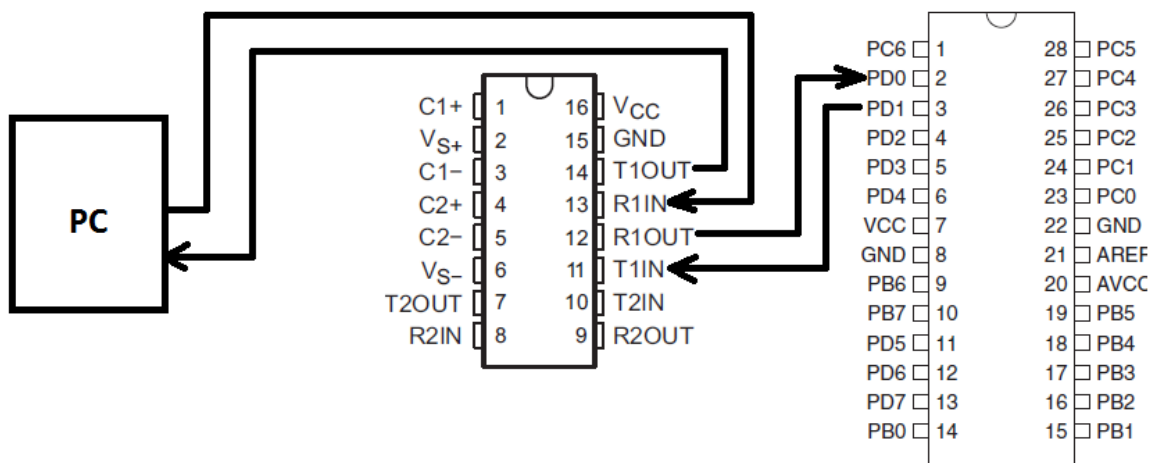 PC
C1+ 1 16 VCC
VS+ 2 15 GND
C1− 3 14 T1OUT
C2+ 4 13 R1IN
C2− 5 12 R1OUT
VS− 6 11 T1IN
T2OUT 7 10 T2IN
R2IN 8 9 R2OUT
PC6 1 28 PC5
PD0 2 27 PC4
PD1 3 26 PC3
PD2 4 25 PC2
PD3 5 24 PC1
PD4 6 23 PC0
VCC 7 22 GND
GND 8 21 AREF
PB6 9 20 AVCC
PB7 10 19 PB5
PD5 11 18 PB4
PD6 12 17 PB3
PD7 13 16 PB2
PB0 14 15 PB1